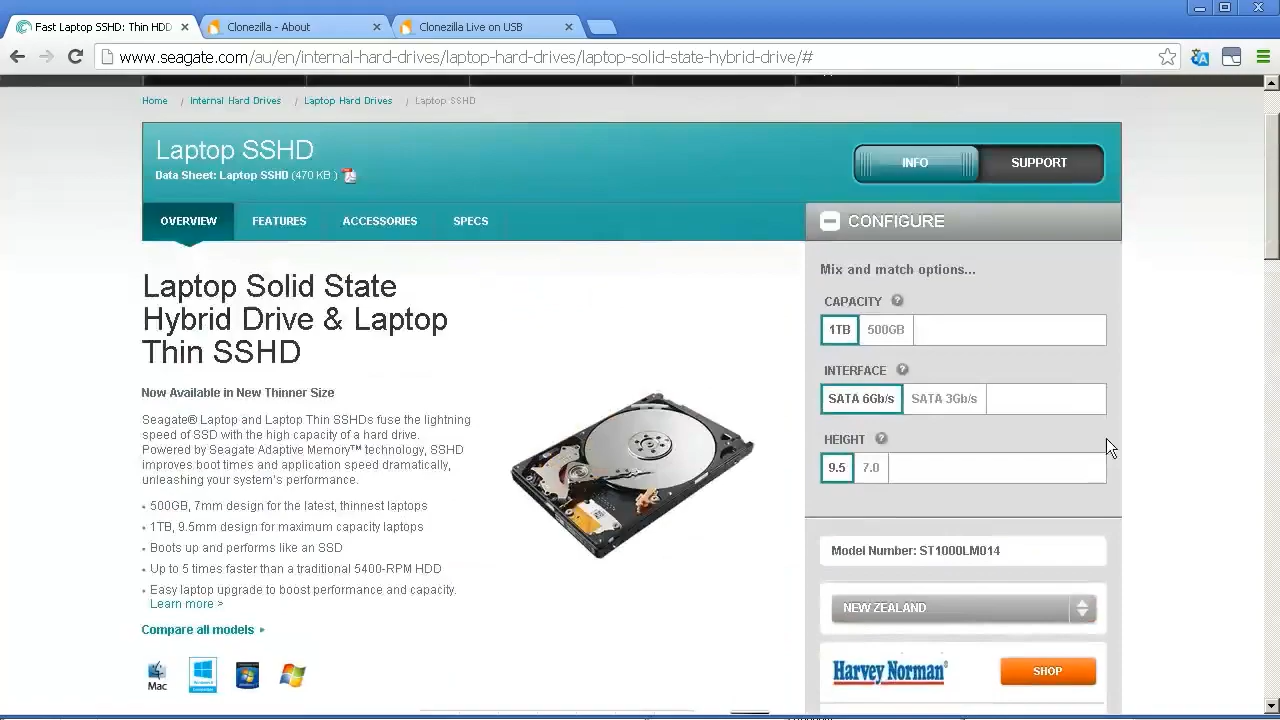 Fast Laptop SSHD: Thin HDD
Clonezilla - About
Clonezilla Live on USB
www.seagate.com/au/en/internal-hard-drives/laptop-hard-drives/laptop-solid-state-hybrid-drive/#
Home / Internal Hard Drives / Laptop Hard Drives / Laptop SSHD
Laptop SSHD
Data Sheet: Laptop SSHD (470 KB )
INFO
SUPPORT
OVERVIEW
FEATURES
ACCESSORIES
SPECS
CONFIGURE
Laptop Solid State
Hybrid Drive & Laptop
Thin SSHD
Now Available in New Thinner Size
Seagate® Laptop and Laptop Thin SSHDs fuse the lightning
speed of SSD with the high capacity of a hard drive.
Powered by Seagate Adaptive Memory™ technology, SSHD
improves boot times and application speed dramatically,
unleashing your system's performance.
• 500GB, 7mm design for the latest, thinnest laptops
• 1TB, 9.5mm design for maximum capacity laptops
• Boots up and performs like an SSD
• Up to 5 times faster than a traditional 5400-RPM HDD
• Easy laptop upgrade to boost performance and capacity.
Learn more >
Compare all models
Mac
Mix and match options...
CAPACITY ?
1TB 500GB
INTERFACE ?
SATA 6Gb/s SATA 3Gb/s
HEIGHT ?
9.5 7.0
Model Number: ST1000LM014
NEW ZEALAND
Harvey Norman®
SHOP